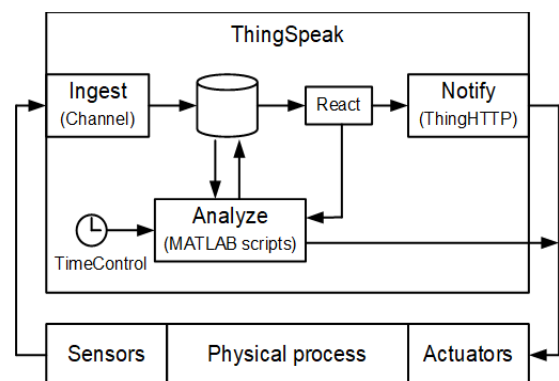 ThingSpeak
Ingest
(Channel)
React
Notify
(ThingHTTP)
Analyze
(MATLAB scripts)
TimeControl
Sensors
Physical process
Actuators